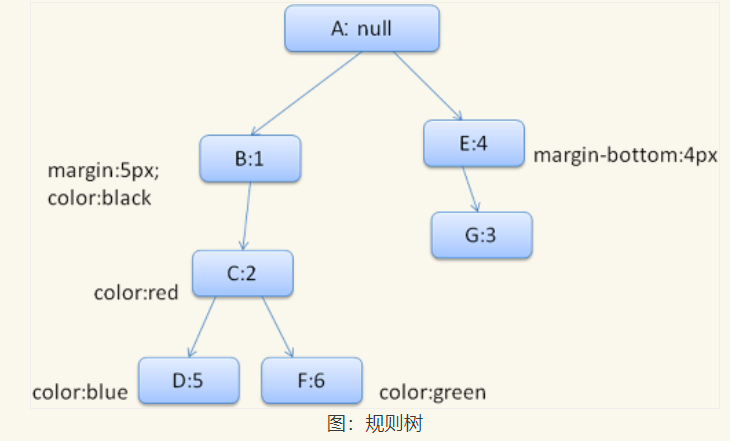 A: null
B:1
E:4
margin-bottom:4px
margin:5px;
color:black
G:3
C:2
color:red
D:5
F:6
color:blue
color:green
图：规则树